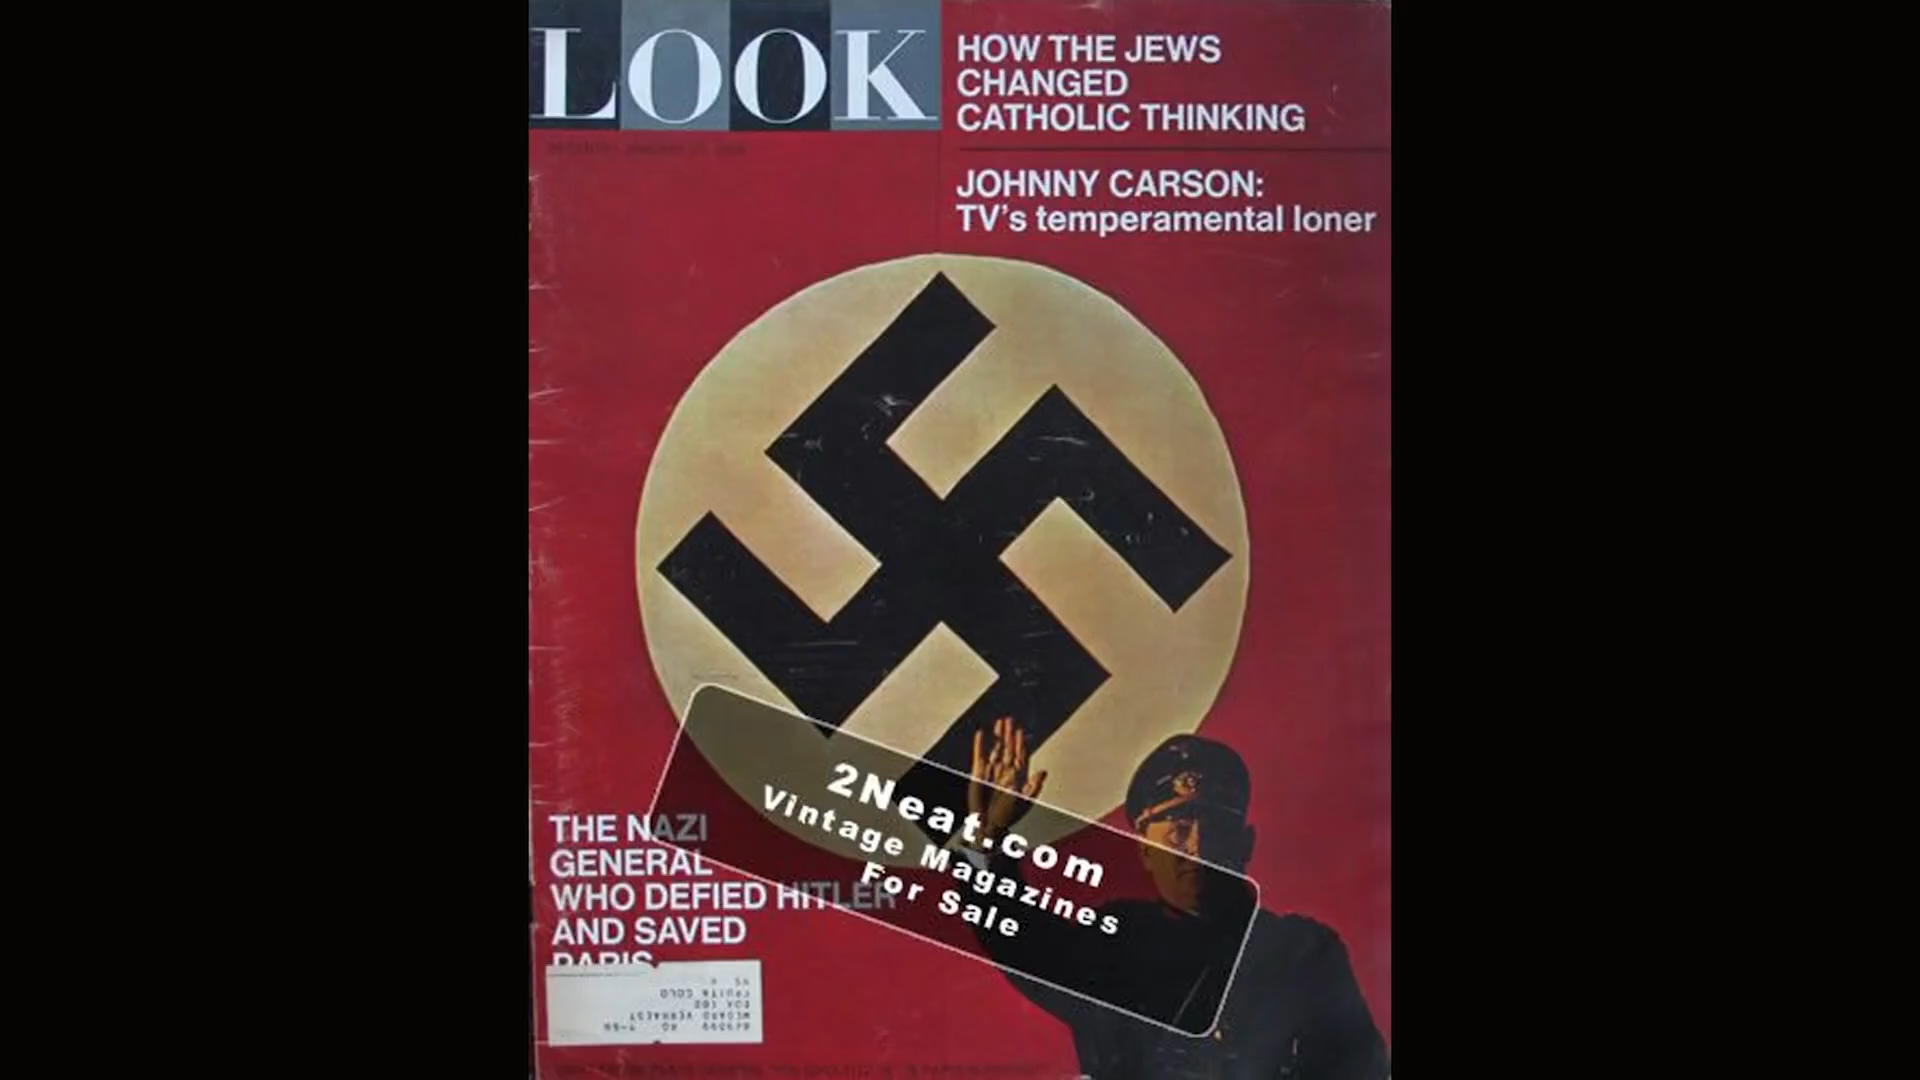 LOOK
HOW THE JEWS
CHANGED
CATHOLIC THINKING
JOHNNY CARSON:
TV's temperamental loner
THE NAZI
GENERAL
WHO DEFIED HITLER
AND SAVED
PARIS
2Neat.com
Vintage Magazines
For Sale